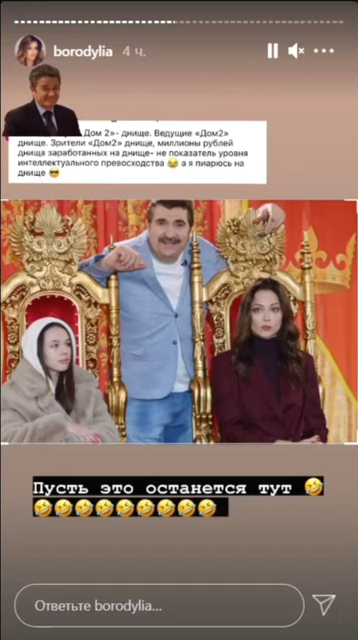 borodylia 4 ч.
Дом 2»- днище. Ведущие «Дом2»
днище. Зрители «Дом2» днище, миллионы рублей
днища заработанных на днище- не показатель уровня
интеллектуального превосходства 😂 а я пиарюсь на
днище 😎
Пусть это останется тут 🤣
🤣🤣🤣🤣🤣🤣🤣🤣🤣
Ответьте borodylia...